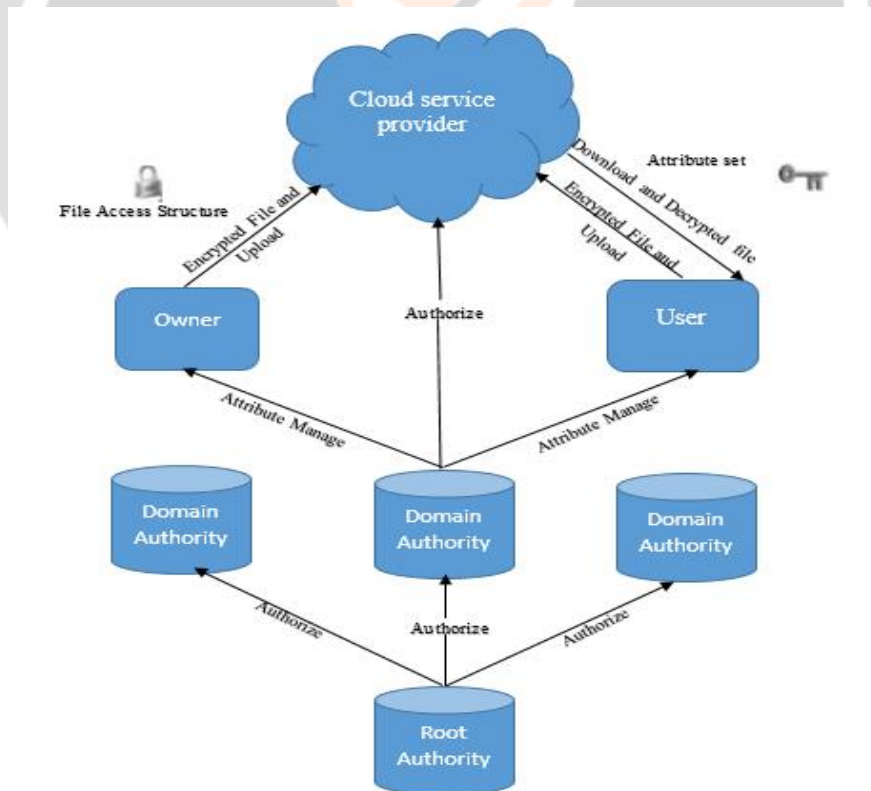 Cloud service
provider
Attribute set
File Access Structure
Encrypted File and
Upload
Download and Decrypted file
Encrypted File and
Upload
Owner
Authorize
User
Attribute Manage
Attribute Manage
Domain
Authority
Domain
Authority
Domain
Authority
Authorize
Authorize
Authorize
Root
Authority